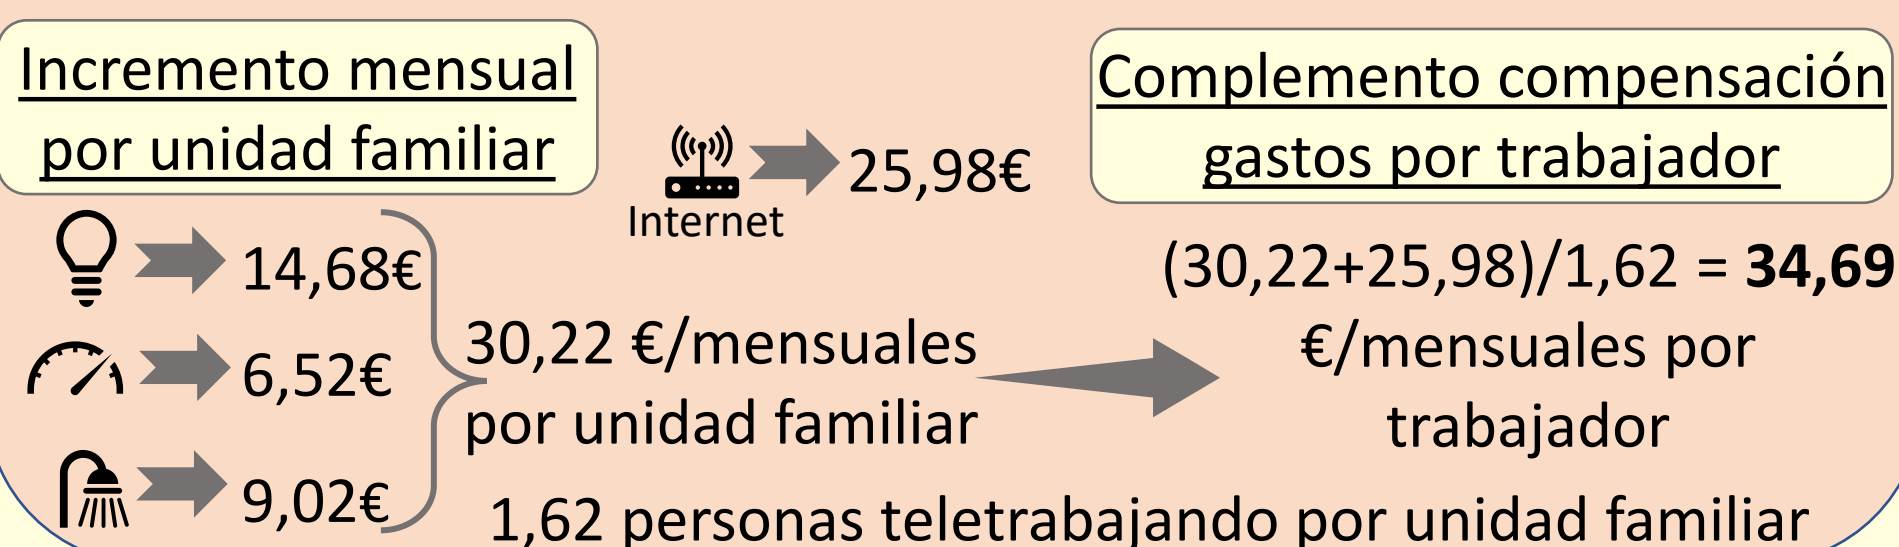 Incremento mensual
por unidad familiar
14,68€
6,52€
9,02€
30,22 €/mensuales
por unidad familiar
25,98€
Internet
Complemento compensación
gastos por trabajador
(30,22+25,98)/1,62 = 34,69
€/mensuales por
trabajador
1,62 personas teletrabajando por unidad familiar